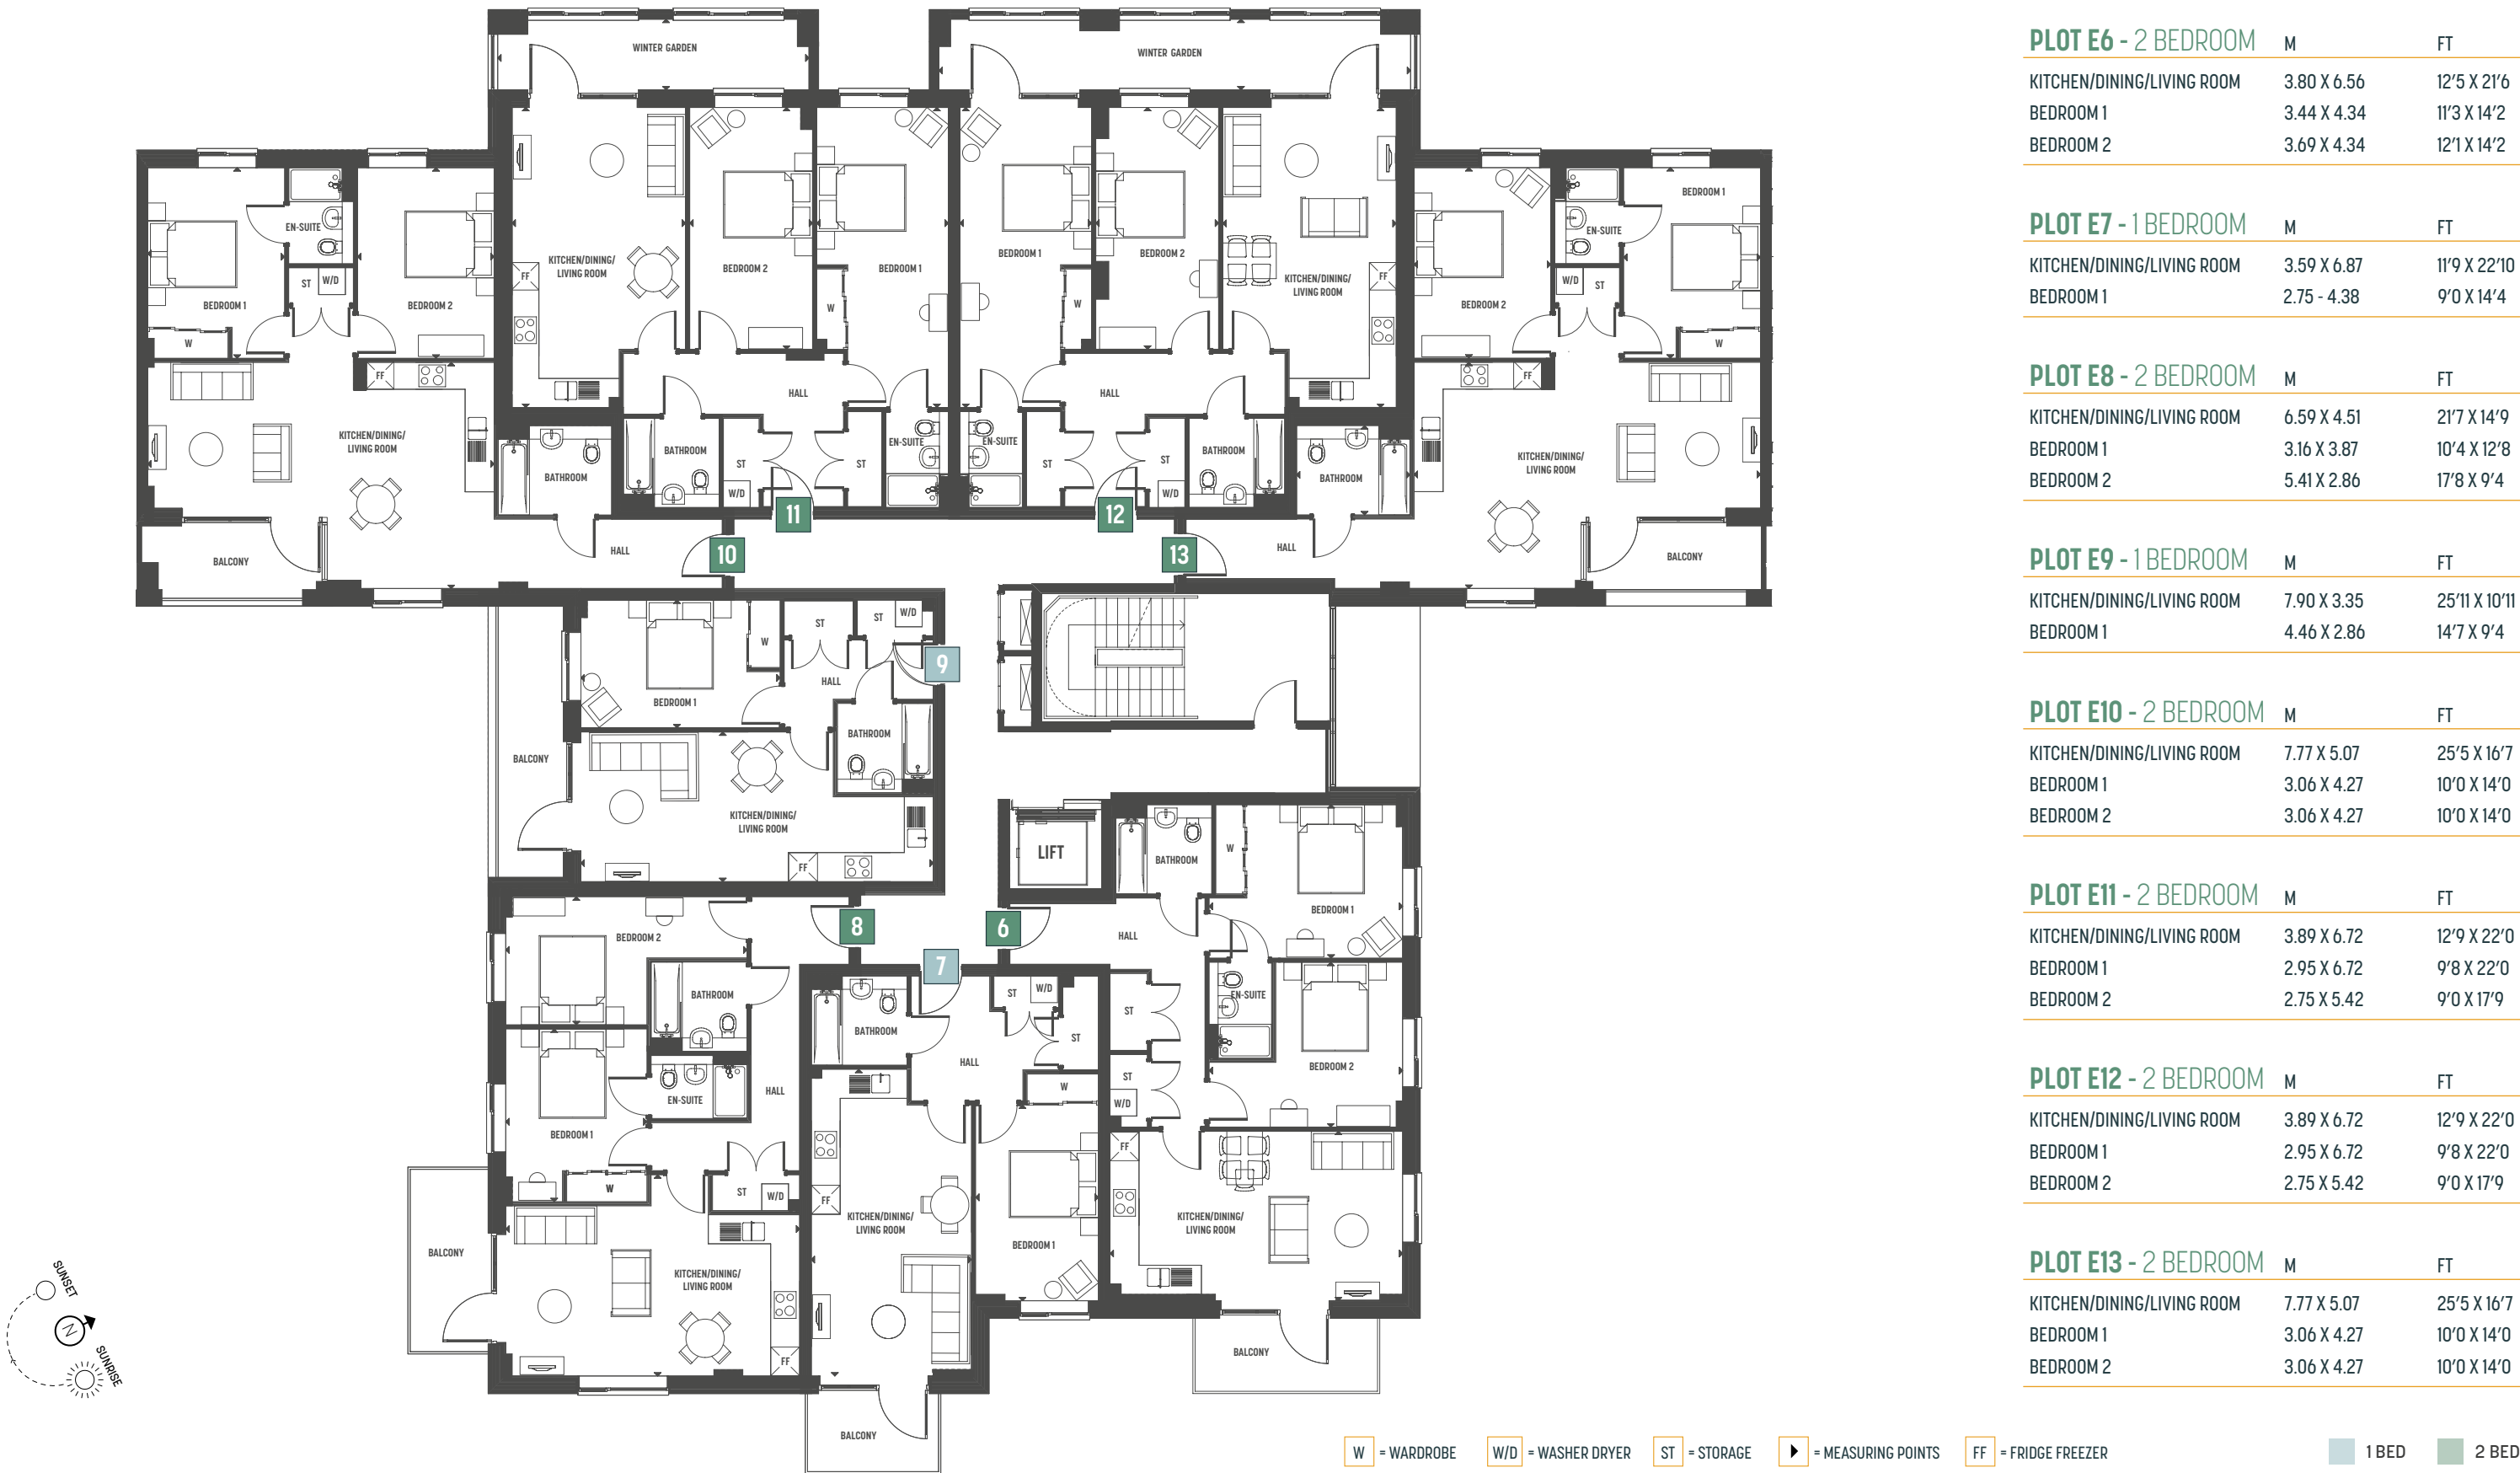 WINTER GARDEN
WINTER GARDEN
BEDROOM 1
EN-SUITE
ST
W/D
BEDROOM 2
W
KITCHEN/DINING/
LIVING ROOM
FF
BEDROOM 2
BEDROOM 1
W
BEDROOM 1
W
BEDROOM 2
KITCHEN/DINING/
LIVING ROOM
FF
BEDROOM 2
EN-SUITE
W/D
ST
BEDROOM 1
W
FF
KITCHEN/DINING/
LIVING ROOM
BATHROOM
BALCONY
HALL
HALL
BATHROOM
ST
W/D
ST
EN-SUITE
EN-SUITE
HALL
ST
ST
W/D
BATHROOM
BATHROOM
FF
KITCHEN/DINING/
LIVING ROOM
HALL
BALCONY
11
12
10
13
W
ST
ST
W/D
9
HALL
BEDROOM 1
BATHROOM
BALCONY
KITCHEN/DINING/
LIVING ROOM
FF
LIFT
BATHROOM
W
BEDROOM 1
8
6
7
HALL
BEDROOM 2
BATHROOM
EN-SUITE
HALL
BEDROOM 1
W
ST
W/D
BALCONY
KITCHEN/DINING/
LIVING ROOM
FF
BATHROOM
ST
W/D
ST
HALL
W
FF
KITCHEN/DINING/
LIVING ROOM
BEDROOM 1
BALCONY
ST
EN-SUITE
ST
W/D
BEDROOM 2
FF
KITCHEN/DINING/
LIVING ROOM
BALCONY
SUNSET
N
SUNRISE
PLOT E6 - 2 BEDROOM M FT
KITCHEN/DINING/LIVING ROOM 3.80 X 6.56 12'5 X 21'6
BEDROOM 1 3.44 X 4.34 11'3 X 14'2
BEDROOM 2 3.69 X 4.34 12'1 X 14'2
PLOT E7 - 1 BEDROOM M FT
KITCHEN/DINING/LIVING ROOM 3.59 X 6.87 11'9 X 22'10
BEDROOM 1 2.75 - 4.38 9'0 X 14'4
PLOT E8 - 2 BEDROOM M FT
KITCHEN/DINING/LIVING ROOM 6.59 X 4.51 21'7 X 14'9
BEDROOM 1 3.16 X 3.87 10'4 X 12'8
BEDROOM 2 5.41 X 2.86 17'8 X 9'4
PLOT E9 - 1 BEDROOM M FT
KITCHEN/DINING/LIVING ROOM 7.90 X 3.35 25'11 X 10'11
BEDROOM 1 4.46 X 2.86 14'7 X 9'4
PLOT E10 - 2 BEDROOM M FT
KITCHEN/DINING/LIVING ROOM 7.77 X 5.07 25'5 X 16'7
BEDROOM 1 3.06 X 4.27 10'0 X 14'0
BEDROOM 2 3.06 X 4.27 10'0 X 14'0
PLOT E11 - 2 BEDROOM M FT
KITCHEN/DINING/LIVING ROOM 3.89 X 6.72 12'9 X 22'0
BEDROOM 1 2.95 X 6.72 9'8 X 22'0
BEDROOM 2 2.75 X 5.42 9'0 X 17'9
PLOT E12 - 2 BEDROOM M FT
KITCHEN/DINING/LIVING ROOM 3.89 X 6.72 12'9 X 22'0
BEDROOM 1 2.95 X 6.72 9'8 X 22'0
BEDROOM 2 2.75 X 5.42 9'0 X 17'9
PLOT E13 - 2 BEDROOM M FT
KITCHEN/DINING/LIVING ROOM 7.77 X 5.07 25'5 X 16'7
BEDROOM 1 3.06 X 4.27 10'0 X 14'0
BEDROOM 2 3.06 X 4.27 10'0 X 14'0
W = WARDROBE W/D = WASHER DRYER ST = STORAGE = MEASURING POINTS FF = FRIDGE FREEZER 1 BED 2 BED